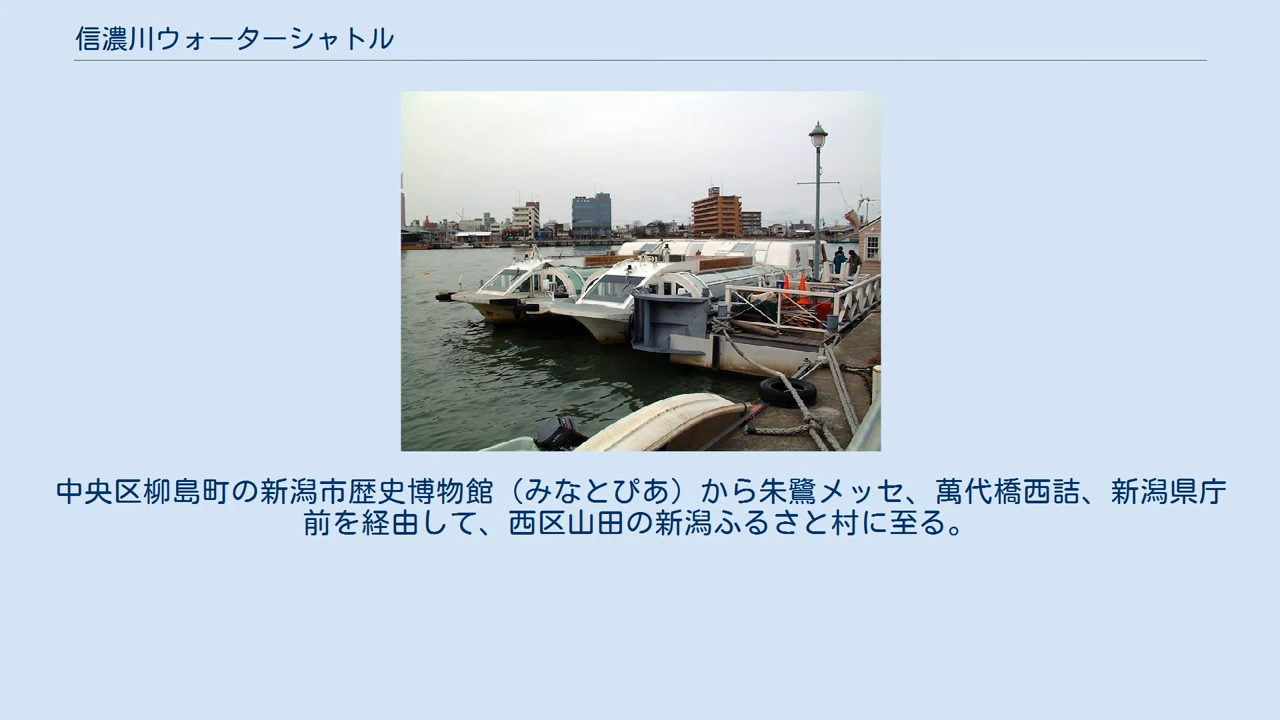 信濃川ウォーターシャトル
中央区柳島町の新潟市歴史博物館（みなとぴあ）から朱鷺メッセ、萬代橋西詰、新潟県庁
前を経由して、西区山田の新潟ふるさと村に至る。